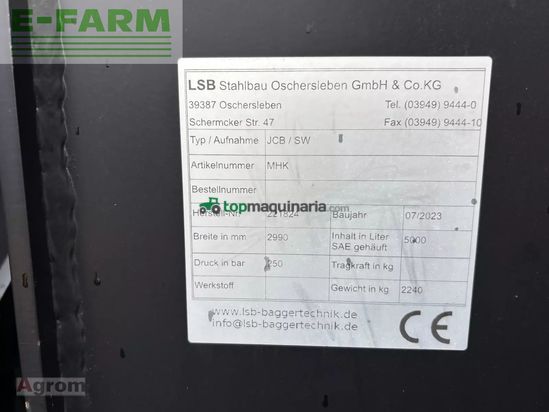 E-FARM
LSB Stahlbau Oschersleben GmbH & Co.KG
39387 Oschersleben Tel. (03949) 9444-0
Schermcker Str. 47 Fax (03949) 9444-10
Typ / Aufnahme JCB / SW
Artikelnummer MHK
Bestellnummer
topmaquinaria.com
Herstell-Nr. 221824 Baujahr 07/2023
Breite in mm 2990 Inhalt in Liter SAE gehäuft 5000
Druck in bar 250 Tragkraft in kg
Werkstoff Gewicht in kg 2240
www.lsb-baggertechnik.de
info@lsb-baggertechnik.de
CE
Agrom